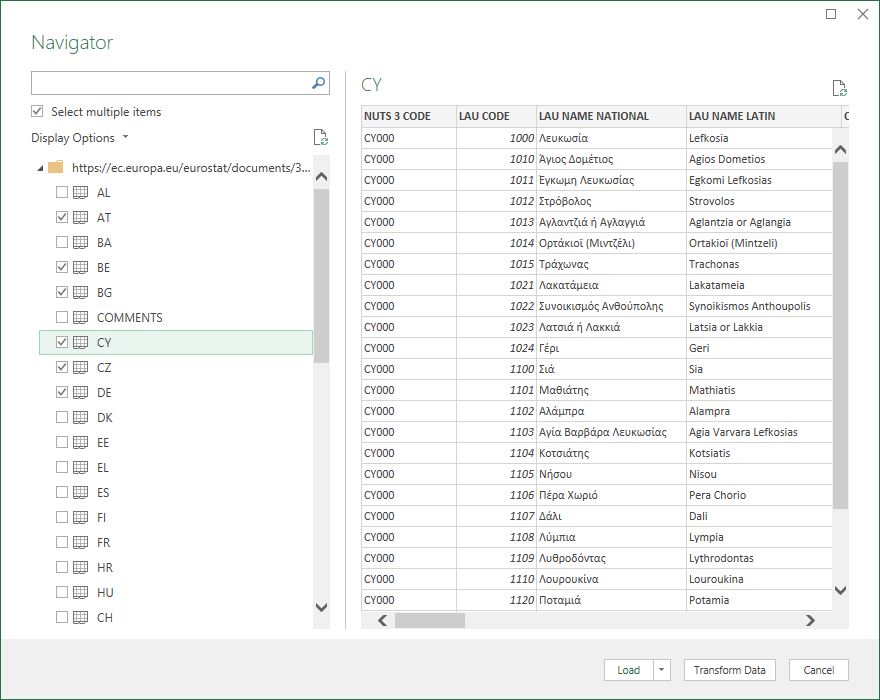 Navigator
Select multiple items
Display Options
https://ec.europa.eu/eurostat/documents/3...
AL
AT
BA
BE
BG
COMMENTS
CY
CZ
DE
DK
EE
EL
ES
FI
FR
HR
HU
CH
CY
NUTS 3 CODE LAU CODE LAU NAME NATIONAL LAU NAME LATIN
CY000 1000 Λευκωσία Lefkosia
CY000 1010 Άγιος Δομέτιος Agios Dometios
CY000 1011 Έγκωμη Λευκωσίας Egkomi Lefkosias
CY000 1012 Στρόβολος Strovolos
CY000 1013 Αγλαντζιά ή Αγλαγγιά Aglantzia or Aglangia
CY000 1014 Ορτάκιοϊ (Μιντζέλι) Ortakioï (Mintzeli)
CY000 1015 Τράχωνας Trachonas
CY000 1021 Λακατάμεια Lakatameia
CY000 1022 Συνοικισμός Ανθούπολης Synoikismos Anthoupolis
CY000 1023 Λατσιά ή Λακκιά Latsia or Lakkia
CY000 1024 Γέρι Geri
CY000 1100 Σιά Sia
CY000 1101 Μαθιάτης Mathiatis
CY000 1102 Αλάμπρα Alampra
CY000 1103 Αγία Βαρβάρα Λευκωσίας Agia Varvara Lefkosias
CY000 1104 Κοτσιάτης Kotsiatis
CY000 1105 Νήσου Nisou
CY000 1106 Πέρα Χωριό Pera Chorio
CY000 1107 Δάλι Dali
CY000 1108 Λύμπια Lympia
CY000 1109 Λυθροδόντας Lythrodontas
CY000 1110 Λουρουκίνα Louroukina
CY000 1120 Ποταμιά Potamia
Load Transform Data Cancel